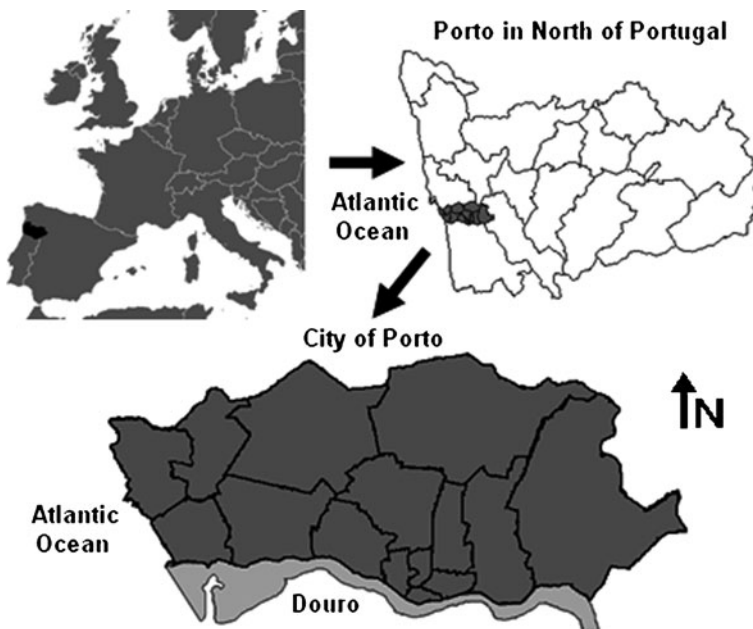 Porto in North of Portugal
Atlantic
Ocean
City of Porto
N
Atlantic
Ocean
Douro